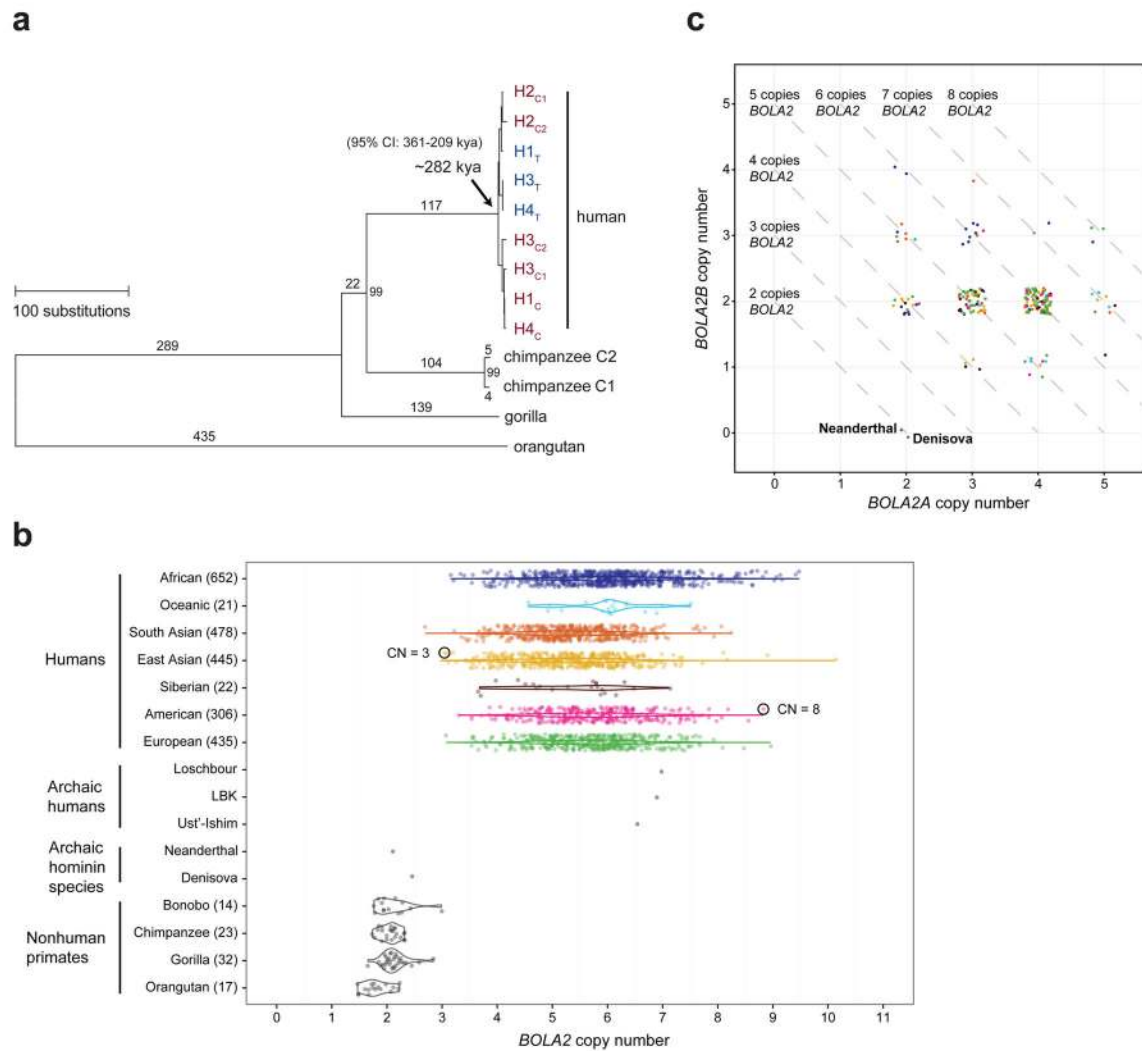 a
H2C1
H2C2
(95% CI: 361-209 kya)
H1T
~282 kya
H3T
117
H4T
human
H3C2
H3C1
22
99
H1C
100 substitutions
H4C
289
5
chimpanzee C2
104
99
chimpanzee C1
4
139
gorilla
435
orangutan
c
5 copies 6 copies 7 copies 8 copies
BOLA2 BOLA2 BOLA2 BOLA2
4 copies
BOLA2
3 copies
BOLA2
2 copies
BOLA2
5
4
3
2
1
0
BOLA2B copy number
Neanderthal
Denisova
0 1 2 3 4 5
BOLA2A copy number
b
Humans
African (652)
Oceanic (21)
South Asian (478)
East Asian (445)
CN = 3
Siberian (22)
American (306)
CN = 8
European (435)
Archaic
humans
Loschbour
LBK
Ust'-Ishim
Archaic
hominin
species
Neanderthal
Denisova
Nonhuman
primates
Bonobo (14)
Chimpanzee (23)
Gorilla (32)
Orangutan (17)
0 1 2 3 4 5 6 7 8 9 10 11
BOLA2 copy number